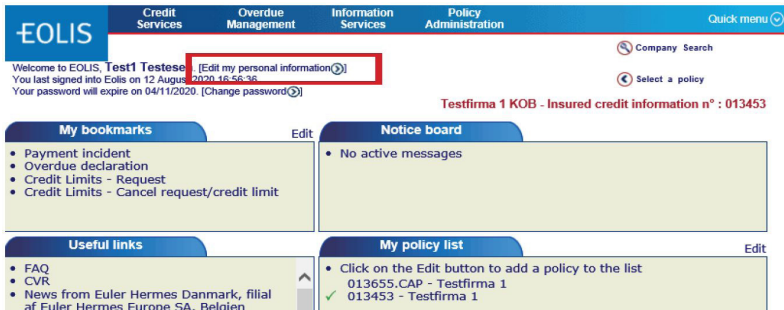 EOLIS
Credit Services
Overdue Management
Information Services
Policy Administration
Quick menu
Company Search
Welcome to EOLIS, Test1 Testesen. [Edit my personal information]
You last signed into Eolis on 12 August 2020 16:56:36
Your password will expire on 04/11/2020. [Change password]
Select a policy
Testfirma 1 KOB - Insured credit information n° : 013453
My bookmarks
Edit
• Payment incident
• Overdue declaration
• Credit Limits - Request
• Credit Limits - Cancel request/credit limit
Notice board
• No active messages
Useful links
• FAQ
• CVR
• News from Euler Hermes Danmark, filial
af Euler Hermes Europe SA, Belgien
My policy list
Edit
• Click on the Edit button to add a policy to the list
013655.CAP - Testfirma 1
✓ 013453 - Testfirma 1